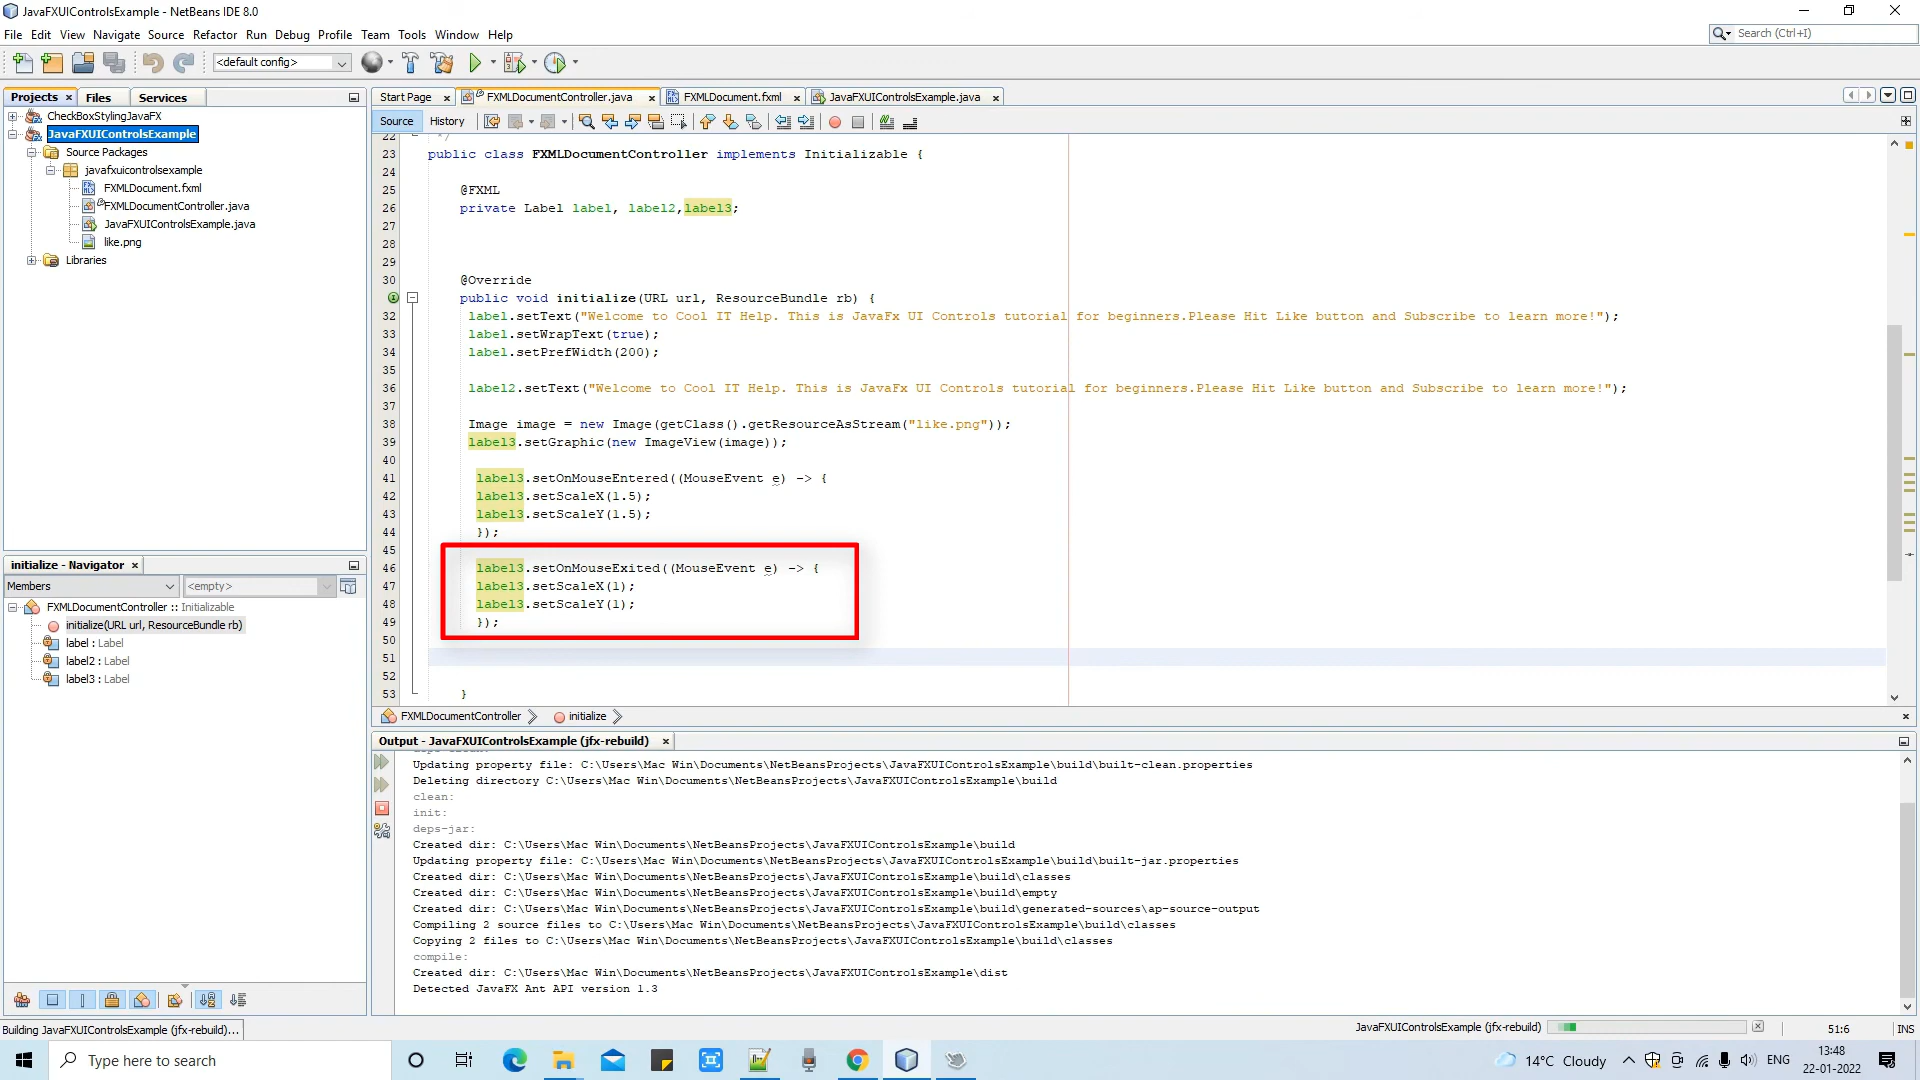 JavaFXUIControlsExample - NetBeans IDE 8.0
File Edit View Navigate Source Refactor Run Debug Profile Team Tools Window Help
Search (Ctrl+I)
<default config>
Projects Files Services
CheckBoxStylingJavaFX
JavaFXUIControlsExample
Source Packages
javafxuicontrolsexample
FXMLDocument.fxml
FXMLDocumentController.java
JavaFXUIControlsExample.java
like.png
Libraries
Start Page FXMLDocumentController.java FXMLDocument.fxml JavaFXUIControlsExample.java
Source History
22 */
23 public class FXMLDocumentController implements Initializable {
24
25 @FXML
26 private Label label, label2,label3;
27
28
29
30 @Override
public void initialize(URL url, ResourceBundle rb) {
32 label.setText("Welcome to Cool IT Help. This is JavaFx UI Controls tutorial for beginners.Please Hit Like button and Subscribe to learn more!");
33 label.setWrapText(true);
34 label.setPrefWidth(200);
35
36 label2.setText("Welcome to Cool IT Help. This is JavaFx UI Controls tutorial for beginners.Please Hit Like button and Subscribe to learn more!");
37
38 Image image = new Image(getClass().getResourceAsStream("like.png"));
39 label3.setGraphic(new ImageView(image));
40
41 label3.setOnMouseEntered((MouseEvent e) -> {
42 label3.setScaleX(1.5);
43 label3.setScaleY(1.5);
44 });
45
46 label3.setOnMouseExited((MouseEvent e) -> {
47 label3.setScaleX(1);
48 label3.setScaleY(1);
49 });
50
51
52
53 }
FXMLDocumentController initialize
initialize - Navigator
Members <empty>
FXMLDocumentController :: Initializable
initialize(URL url, ResourceBundle rb)
label : Label
label2 : Label
label3 : Label
Output - JavaFXUIControlsExample (jfx-rebuild)
Updating property file: C:\Users\Mac Win\Documents\NetBeansProjects\JavaFXUIControlsExample\build\built-clean.properties
Deleting directory C:\Users\Mac Win\Documents\NetBeansProjects\JavaFXUIControlsExample\build
clean:
init:
deps-jar:
Created dir: C:\Users\Mac Win\Documents\NetBeansProjects\JavaFXUIControlsExample\build
Updating property file: C:\Users\Mac Win\Documents\NetBeansProjects\JavaFXUIControlsExample\build\built-jar.properties
Created dir: C:\Users\Mac Win\Documents\NetBeansProjects\JavaFXUIControlsExample\build\classes
Created dir: C:\Users\Mac Win\Documents\NetBeansProjects\JavaFXUIControlsExample\build\empty
Created dir: C:\Users\Mac Win\Documents\NetBeansProjects\JavaFXUIControlsExample\build\generated-sources\ap-source-output
Compiling 2 source files to C:\Users\Mac Win\Documents\NetBeansProjects\JavaFXUIControlsExample\build\classes
Copying 2 files to C:\Users\Mac Win\Documents\NetBeansProjects\JavaFXUIControlsExample\build\classes
compile:
Created dir: C:\Users\Mac Win\Documents\NetBeansProjects\JavaFXUIControlsExample\dist
Detected JavaFX Ant API version 1.3
Building JavaFXUIControlsExample (jfx-rebuild)...
JavaFXUIControlsExample (jfx-rebuild)
51:6 INS
Type here to search
14°C Cloudy
ENG
13:48
22-01-2022